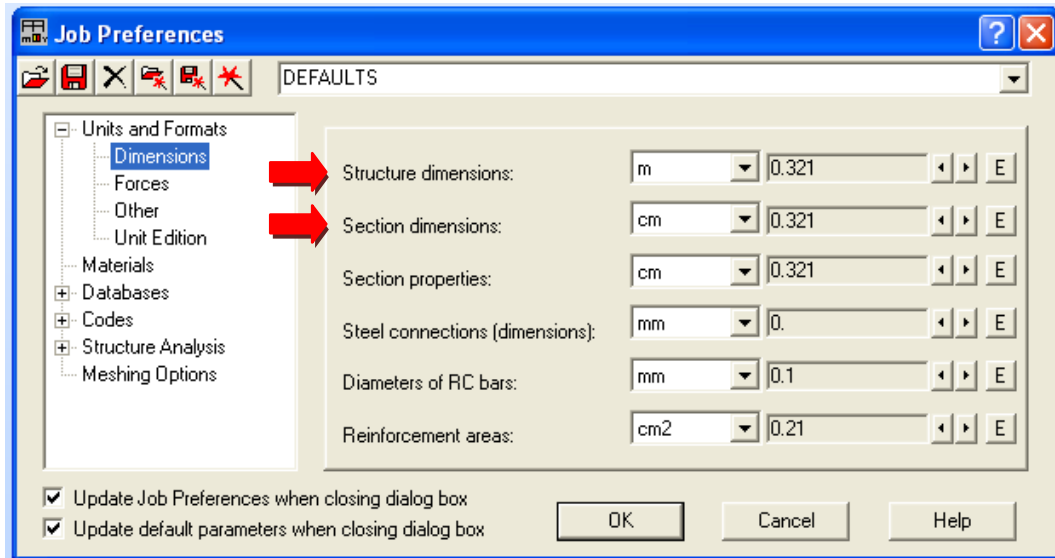 Job Preferences
DEFAULTS
Units and Formats
Dimensions
Forces
Other
Unit Edition
Materials
Databases
Codes
Structure Analysis
Meshing Options
Structure dimensions: m 0.321 E
Section dimensions: cm 0.321 E
Section properties: cm 0.321 E
Steel connections (dimensions): mm 0. E
Diameters of RC bars: mm 0.1 E
Reinforcement areas: cm2 0.21 E
Update Job Preferences when closing dialog box
Update default parameters when closing dialog box
OK Cancel Help